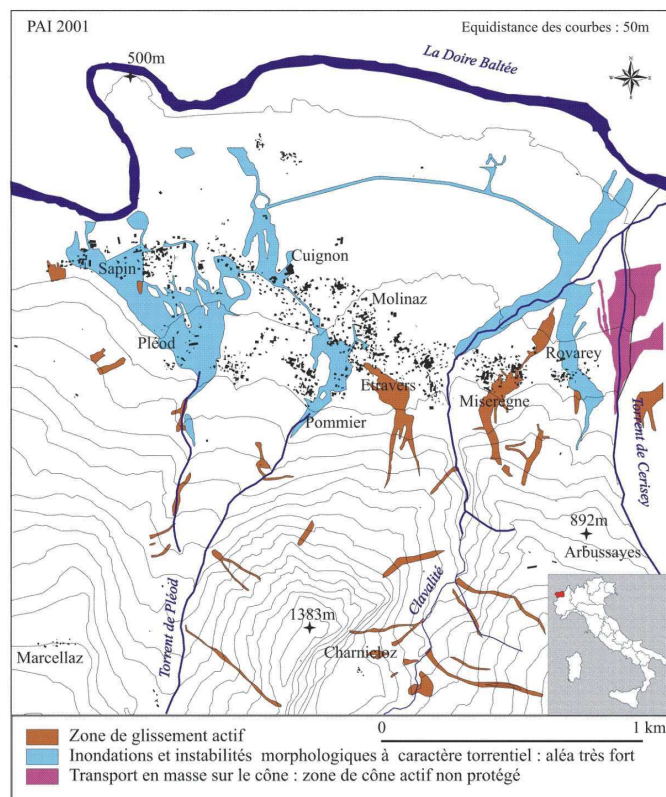 PAI 2001
Equidistance des courbes : 50m
500m
La Doire Baltée
Sapin
Cuignon
Molinaz
Pléod
Etravers
Rovarey
Miseregne
Pommier
Torrent de Cerisey
892m
Arbussayes
Clavalité
1383m
Torrent de Pléod
Marcellaz
Charnicloz
Zone de glissement actif
0
1 km
Inondations et instabilités morphologiques à caractère torrentiel : aléa très fort
Transport en masse sur le cône : zone de cône actif non protégé